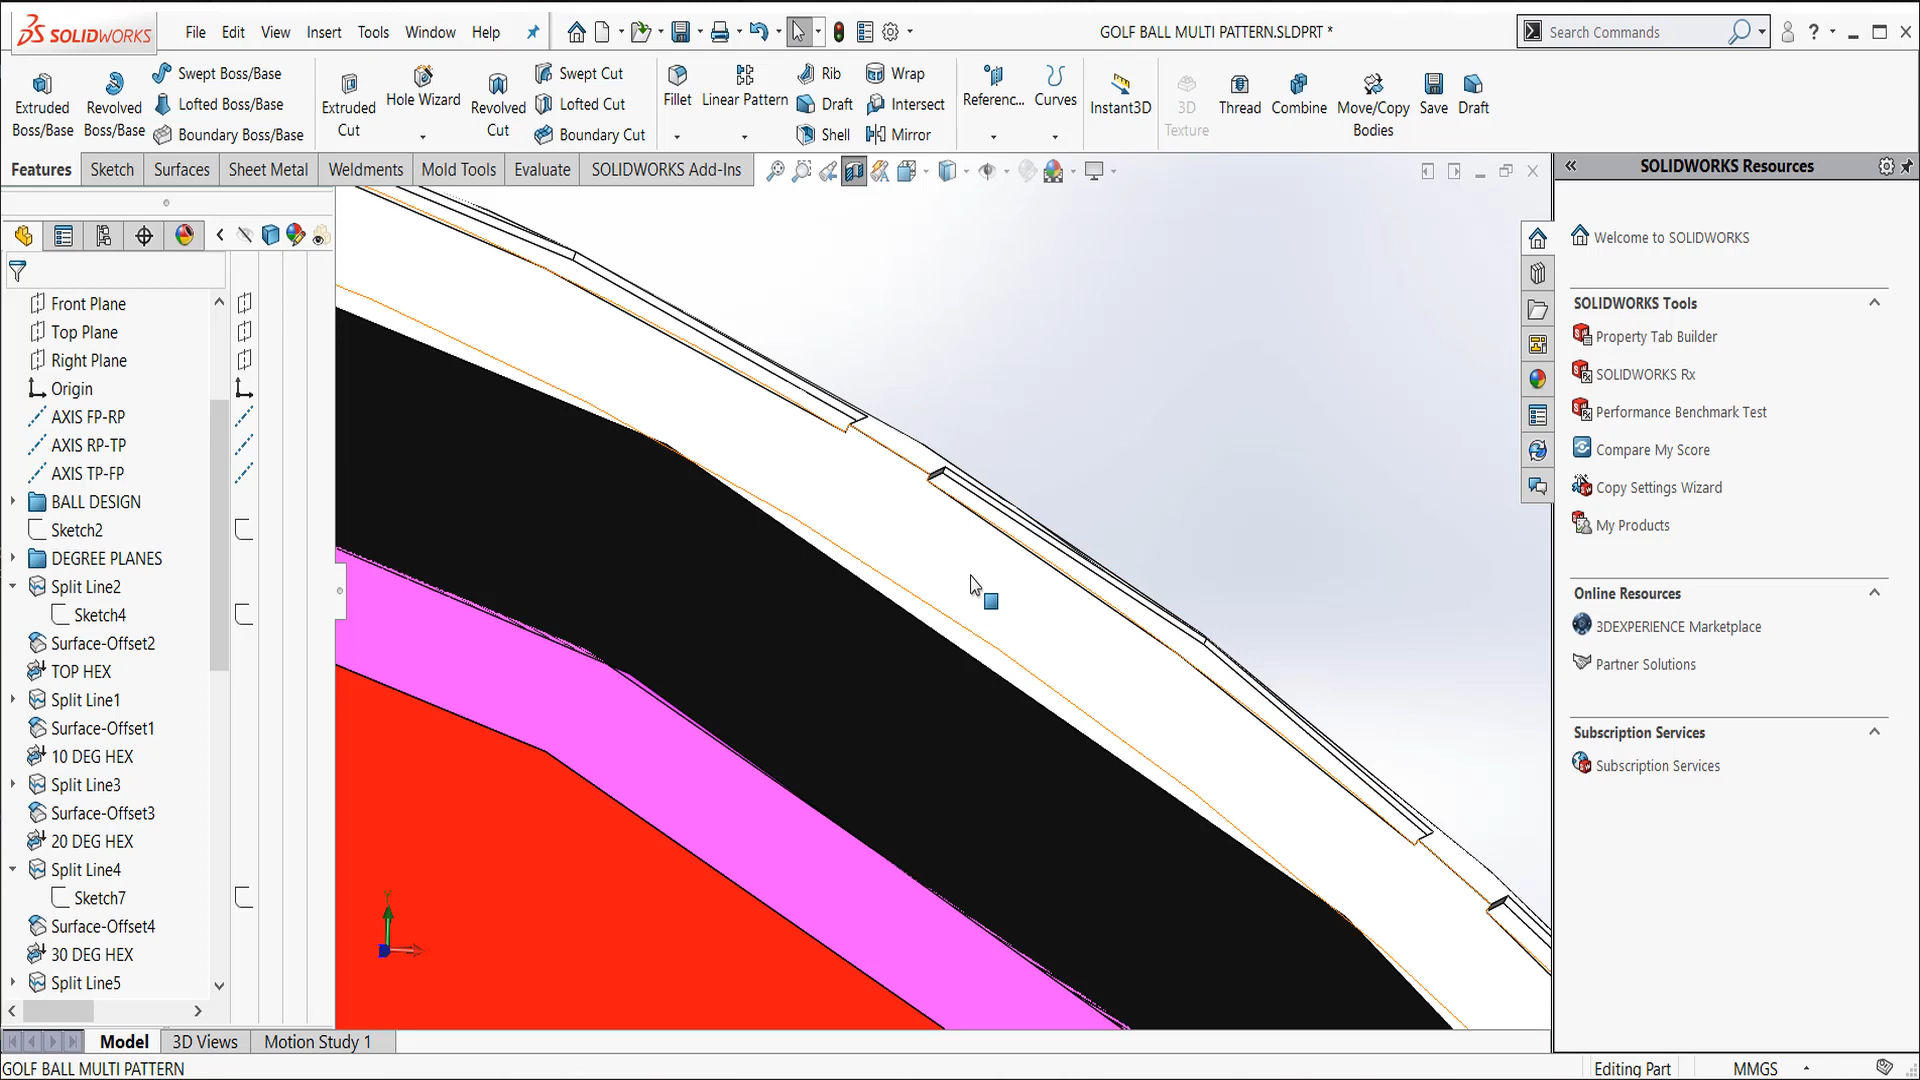 SOLIDWORKS File Edit View Insert Tools Window Help GOLF BALL MULTI PATTERN.SLDPRT * Search Commands ?
Extruded Boss/Base
Revolved Boss/Base
Swept Boss/Base
Lofted Boss/Base
Boundary Boss/Base
Extruded Cut
Hole Wizard
Revolved Cut
Swept Cut
Lofted Cut
Boundary Cut
Fillet
Linear Pattern
Rib
Draft
Shell
Wrap
Intersect
Mirror
Referenc...
Curves
Instant3D
3D Texture
Thread
Combine
Move/Copy Bodies
Save
Draft
Features Sketch Surfaces Sheet Metal Weldments Mold Tools Evaluate SOLIDWORKS Add-Ins
Front Plane
Top Plane
Right Plane
Origin
AXIS FP-RP
AXIS RP-TP
AXIS TP-FP
BALL DESIGN
Sketch2
DEGREE PLANES
Split Line2
Sketch4
Surface-Offset2
TOP HEX
Split Line1
Surface-Offset1
10 DEG HEX
Split Line3
Surface-Offset3
20 DEG HEX
Split Line4
Sketch7
Surface-Offset4
30 DEG HEX
Split Line5
Y
SOLIDWORKS Resources
Welcome to SOLIDWORKS
SOLIDWORKS Tools
Property Tab Builder
SOLIDWORKS Rx
Performance Benchmark Test
Compare My Score
Copy Settings Wizard
My Products
Online Resources
3DEXPERIENCE Marketplace
Partner Solutions
Subscription Services
Subscription Services
Model 3D Views Motion Study 1
GOLF BALL MULTI PATTERN Editing Part MMGS